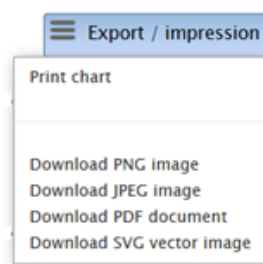 Export / impression
Print chart
Download PNG image
Download JPEG image
Download PDF document
Download SVG vector image